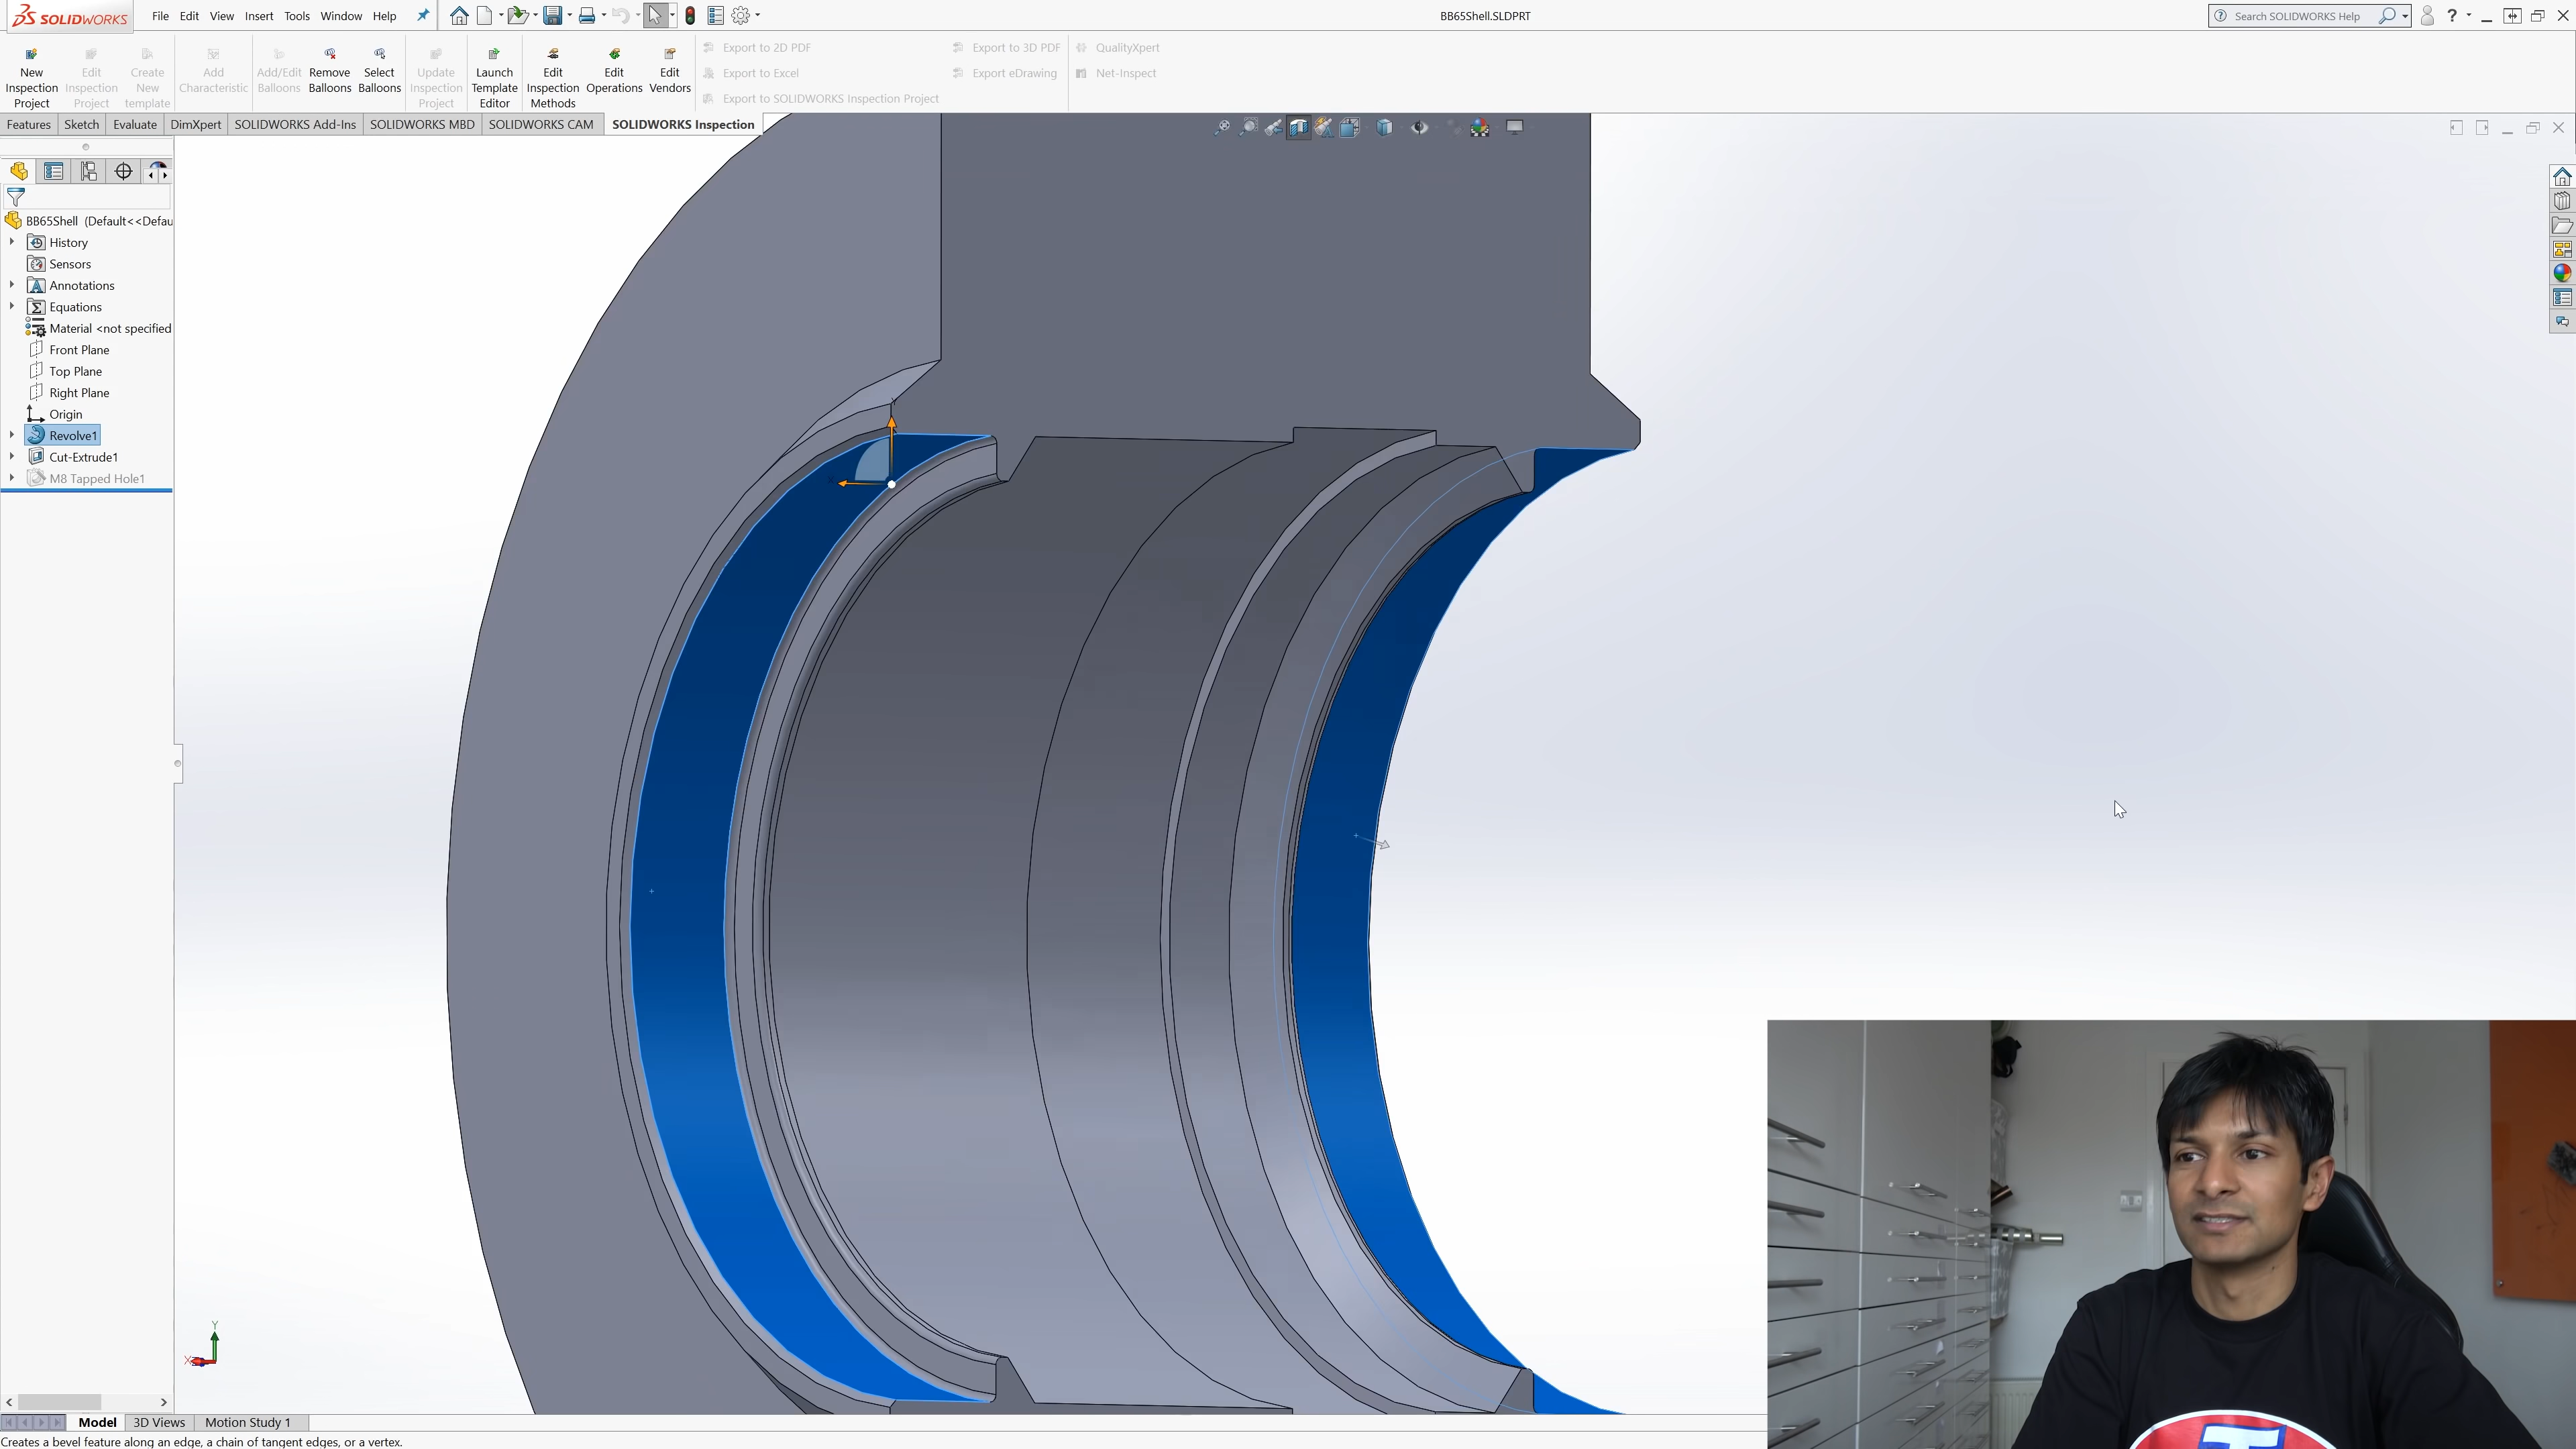 SOLIDWORKS
File Edit View Insert Tools Window Help
BB65Shell.SLDPRT
Search SOLIDWORKS Help
?
New Inspection Project
Edit Inspection Project
Create New template
Add Characteristic
Add/Edit Balloons
Remove Balloons
Select Balloons
Update Inspection Project
Launch Template Editor
Edit Inspection Methods
Edit Operations
Edit Vendors
Export to 2D PDF
Export to Excel
Export to SOLIDWORKS Inspection Project
Export to 3D PDF
Export eDrawing
QualityXpert
Net-Inspect
Features Sketch Evaluate DimXpert SOLIDWORKS Add-Ins SOLIDWORKS MBD SOLIDWORKS CAM SOLIDWORKS Inspection
BB65Shell (Default<<Defau
History
Sensors
Annotations
Equations
Material <not specified
Front Plane
Top Plane
Right Plane
Origin
Revolve1
Cut-Extrude1
M8 Tapped Hole1
Y
X
Model 3D Views Motion Study 1
Creates a bevel feature along an edge, a chain of tangent edges, or a vertex.